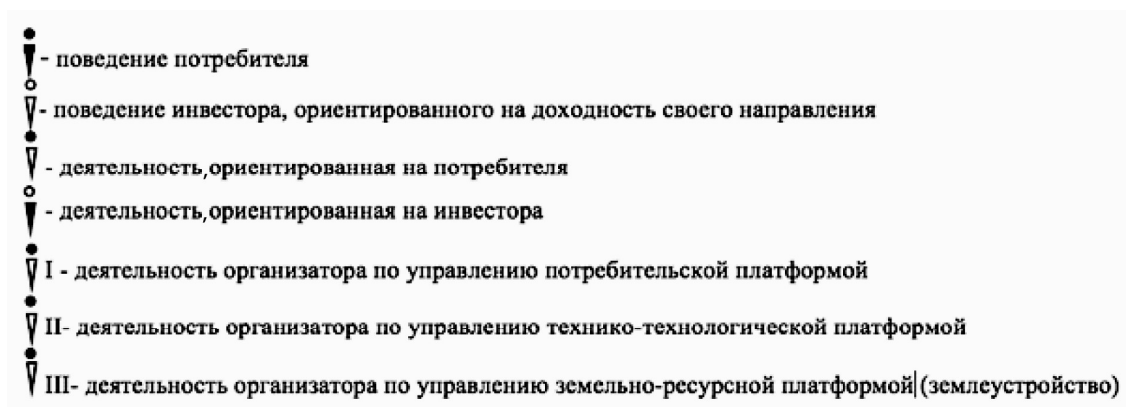 - поведение потребителя
- поведение инвестора, ориентированного на доходность своего направления
- деятельность,ориентированная на потребителя
- деятельность,ориентированная на инвестора
I - деятельность организатора по управлению потребительской платформой
II- деятельность организатора по управлению технико-технологической платформой
III- деятельность организатора по управлению земельно-ресурсной платформой (землеустройство)